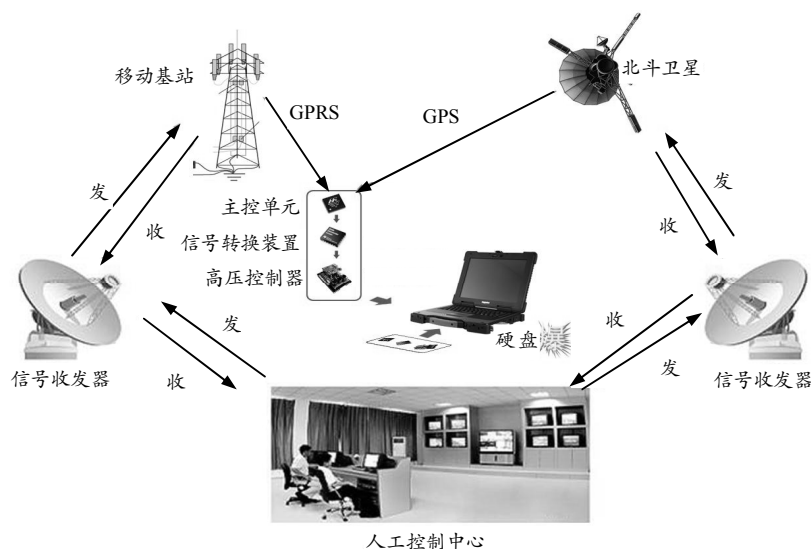 移动基站
北斗卫星
GPRS
GPS
发
收
主控单元
信号转换装置
高压控制器
发
收
硬盘
信号收发器
收
发
收
发
信号收发器
人工控制中心